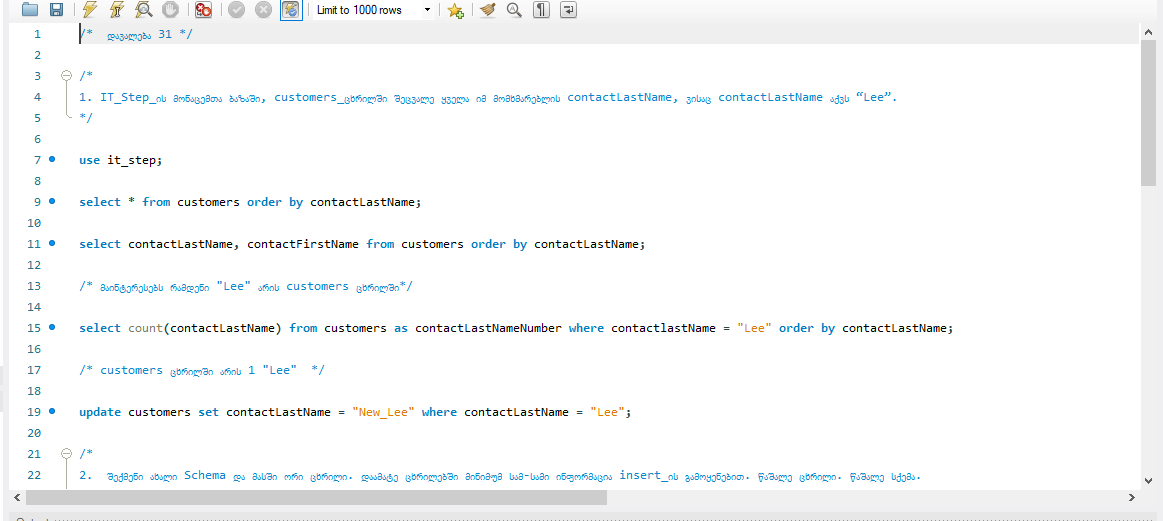 Limit to 1000 rows
1 /* დავალება 31 */
2
3 /*
4 1. IT_Step_ის მონაცემთა ბაზაში, customers_ცხრილში შეცვალე ყველა იმ მომხმარებლის contactLastName, ვისაც contactLastName აქვს “Lee”.
5 */
6
7 use it_step;
8
9 select * from customers order by contactLastName;
10
11 select contactLastName, contactFirstName from customers order by contactLastName;
12
13 /* მაინტერესებს რამდენი "Lee" არის customers ცხრილში*/
14
15 select count(contactLastName) from customers as contactLastNameNumber where contactlastName = "Lee" order by contactLastName;
16
17 /* customers ცხრილში არის 1 "Lee" */
18
19 update customers set contactLastName = "New_Lee" where contactLastName = "Lee";
20
21 /*
22 2. შექმენი ახალი Schema და მასში ორი ცხრილი. დაამატე ცხრილებში მინიმუმ სამ-სამი ინფორმაცია insert_ის გამოყენებით. წაშალე ცხრილი. წაშალე სქემა.